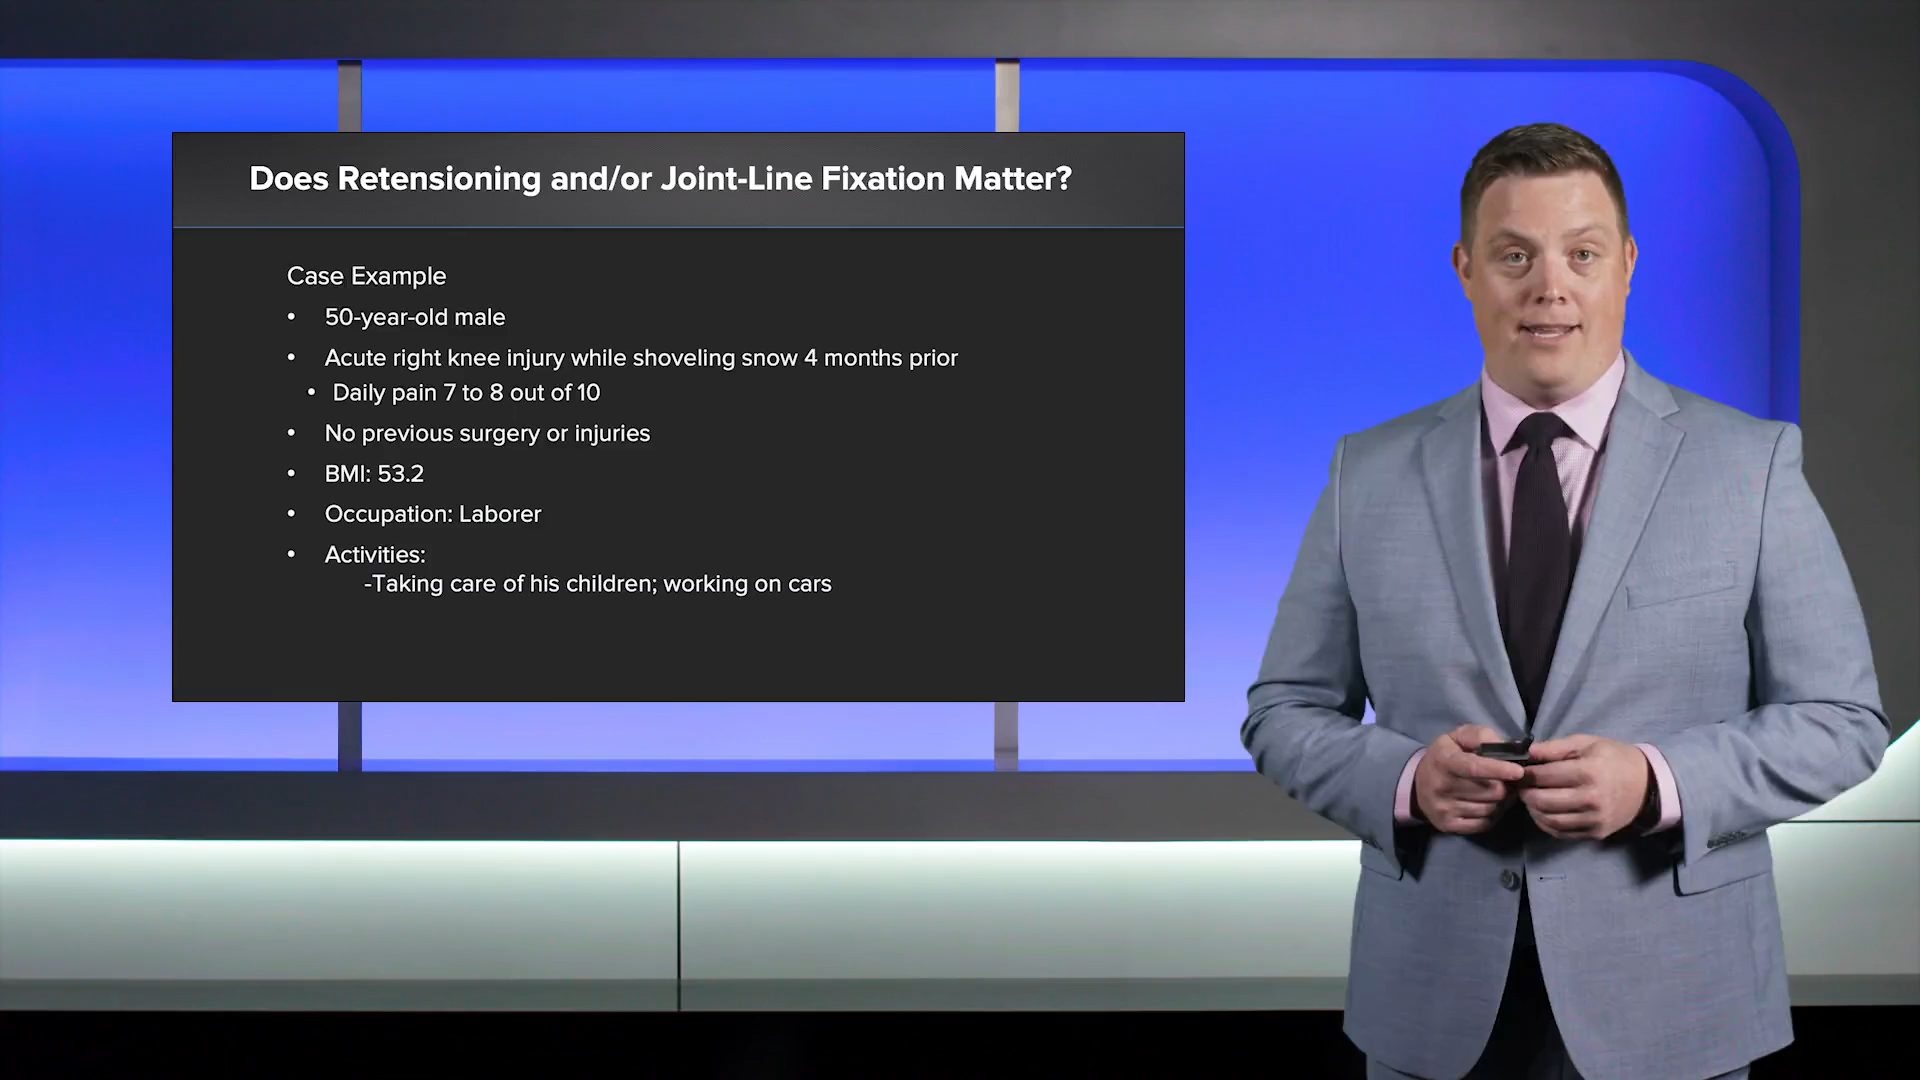 Does Retensioning and/or Joint-Line Fixation Matter?
Case Example
• 50-year-old male
• Acute right knee injury while shoveling snow 4 months prior
• Daily pain 7 to 8 out of 10
• No previous surgery or injuries
• BMI: 53.2
• Occupation: Laborer
• Activities:
-Taking care of his children; working on cars